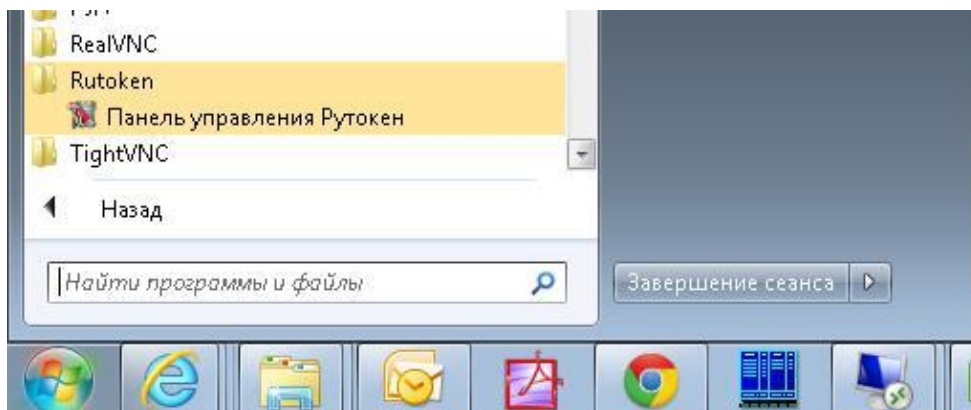 RealVNC
Rutoken
Панель управления Рутокен
TightVNC
Назад
Найти программы и файлы
Завершение сеанса